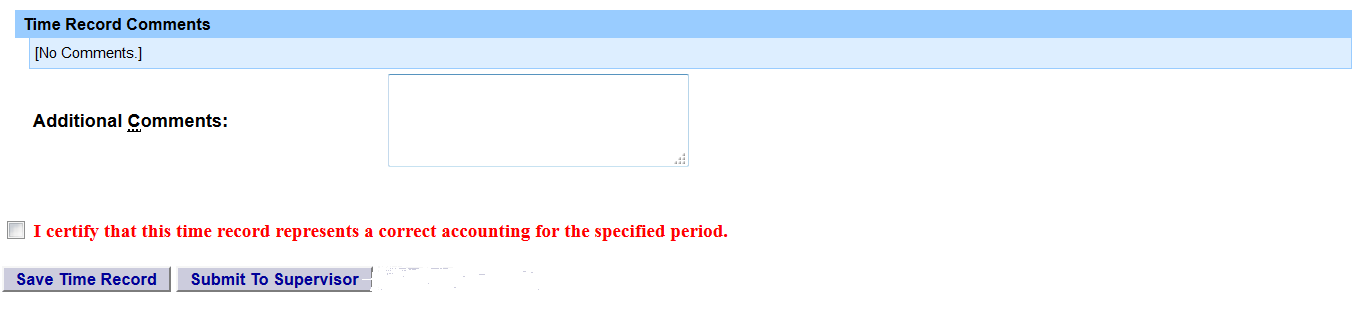 Time Record Comments
[No Comments.]
Additional Comments:
I certify that this time record represents a correct accounting for the specified period.
Save Time Record Submit To Supervisor